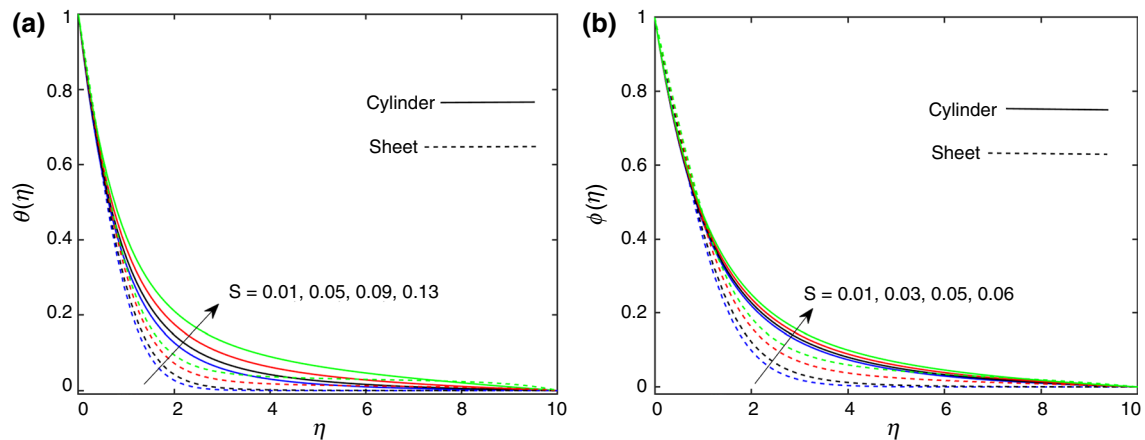 (a)
1
0.8
0.6
0.4
0.2
0
θ(η)
Cylinder
Sheet
S = 0.01, 0.05, 0.09, 0.13
0 2 4 6 8 10
η
(b)
1
0.8
0.6
0.4
0.2
0
ϕ(η)
Cylinder
Sheet
S = 0.01, 0.03, 0.05, 0.06
0 2 4 6 8 10
η